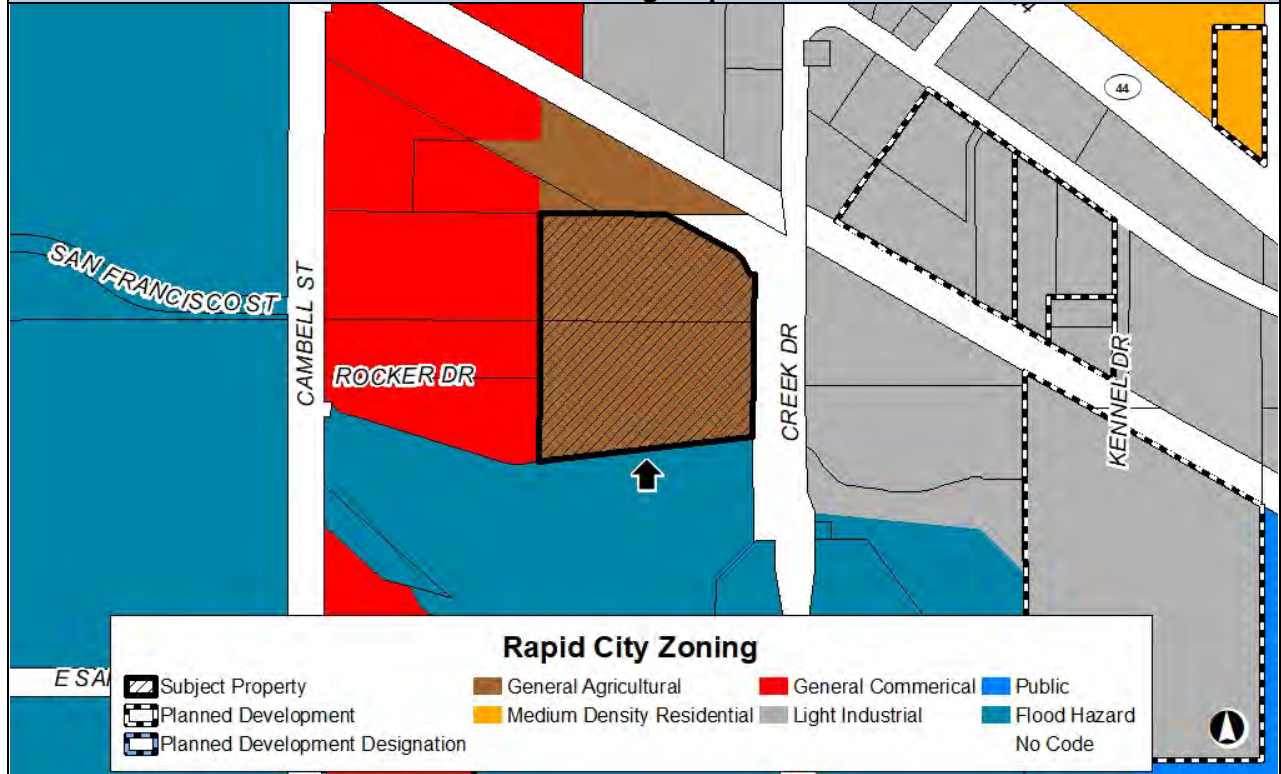 44
SAN FRANCISCO ST
CAMBELL ST
ROCKER DR
CREEK DR
KENNEL DR
E SA
Rapid City Zoning
Subject Property
General Agricultural
General Commerical
Public
Planned Development
Medium Density Residential
Light Industrial
Flood Hazard
Planned Development Designation
No Code